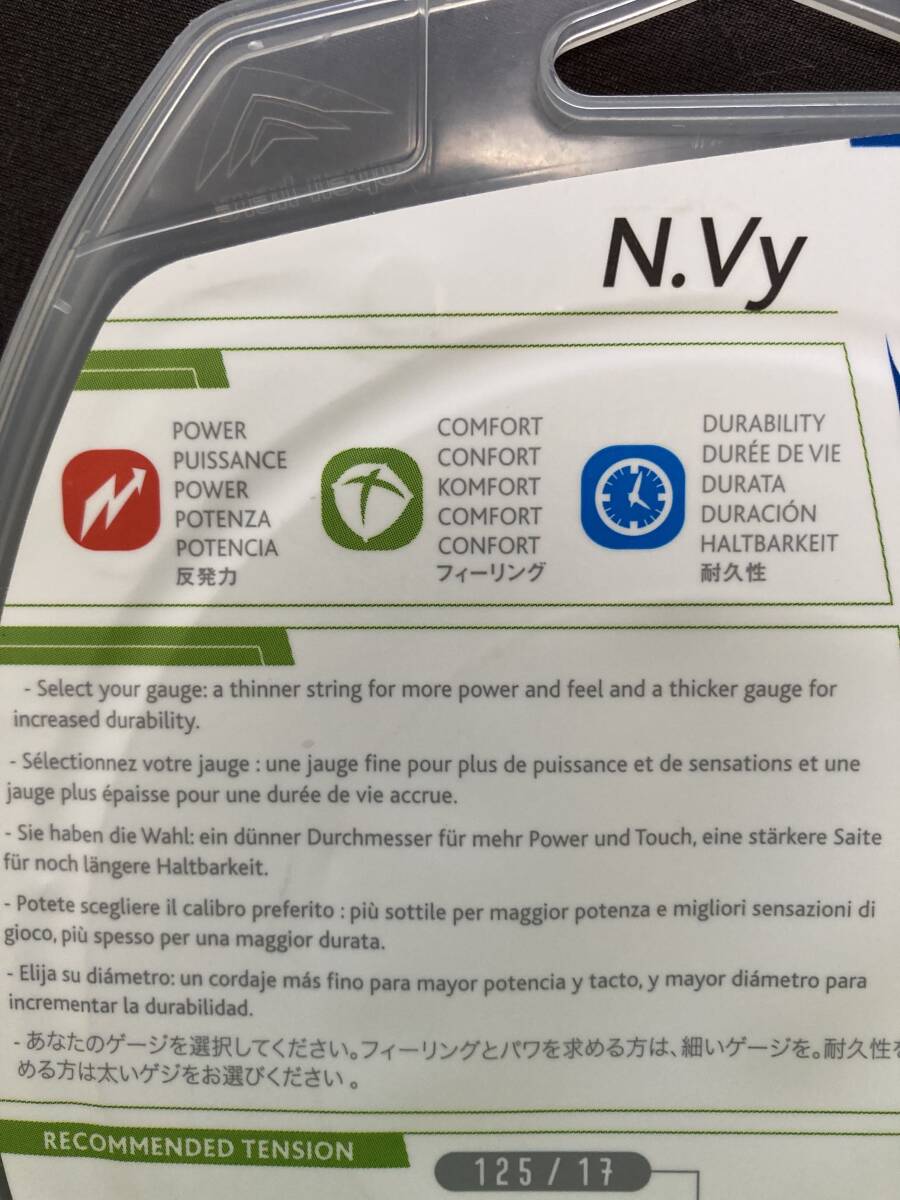 N.Vy
POWER
PUISSANCE
POWER
POTENZA
POTENCIA
反発力
COMFORT
CONFORT
KOMFORT
COMFORT
CONFORT
フィーリング
DURABILITY
DURÉE DE VIE
DURATA
DURACIÓN
HALTBARKEIT
耐久性
- Select your gauge: a thinner string for more power and feel and a thicker gauge for
increased durability.
- Sélectionnez votre jauge : une jauge fine pour plus de puissance et de sensations et une
jauge plus épaisse pour une durée de vie accrue.
- Sie haben die Wahl: ein dünner Durchmesser für mehr Power und Touch, eine stärkere Saite
für noch längere Haltbarkeit.
- Potete scegliere il calibro preferito : più sottile per maggior potenza e migliori sensazioni di
gioco, più spesso per una maggior durata.
- Elija su diámetro: un cordaje más fino para mayor potencia y tacto, y mayor diámetro para
incrementar la durabilidad.
- あなたのゲージを選択してください。フィーリングとパワを求める方は、細いゲージを。耐久性を
める方は太いゲジをお選びください 。
RECOMMENDED TENSION
125 / 17